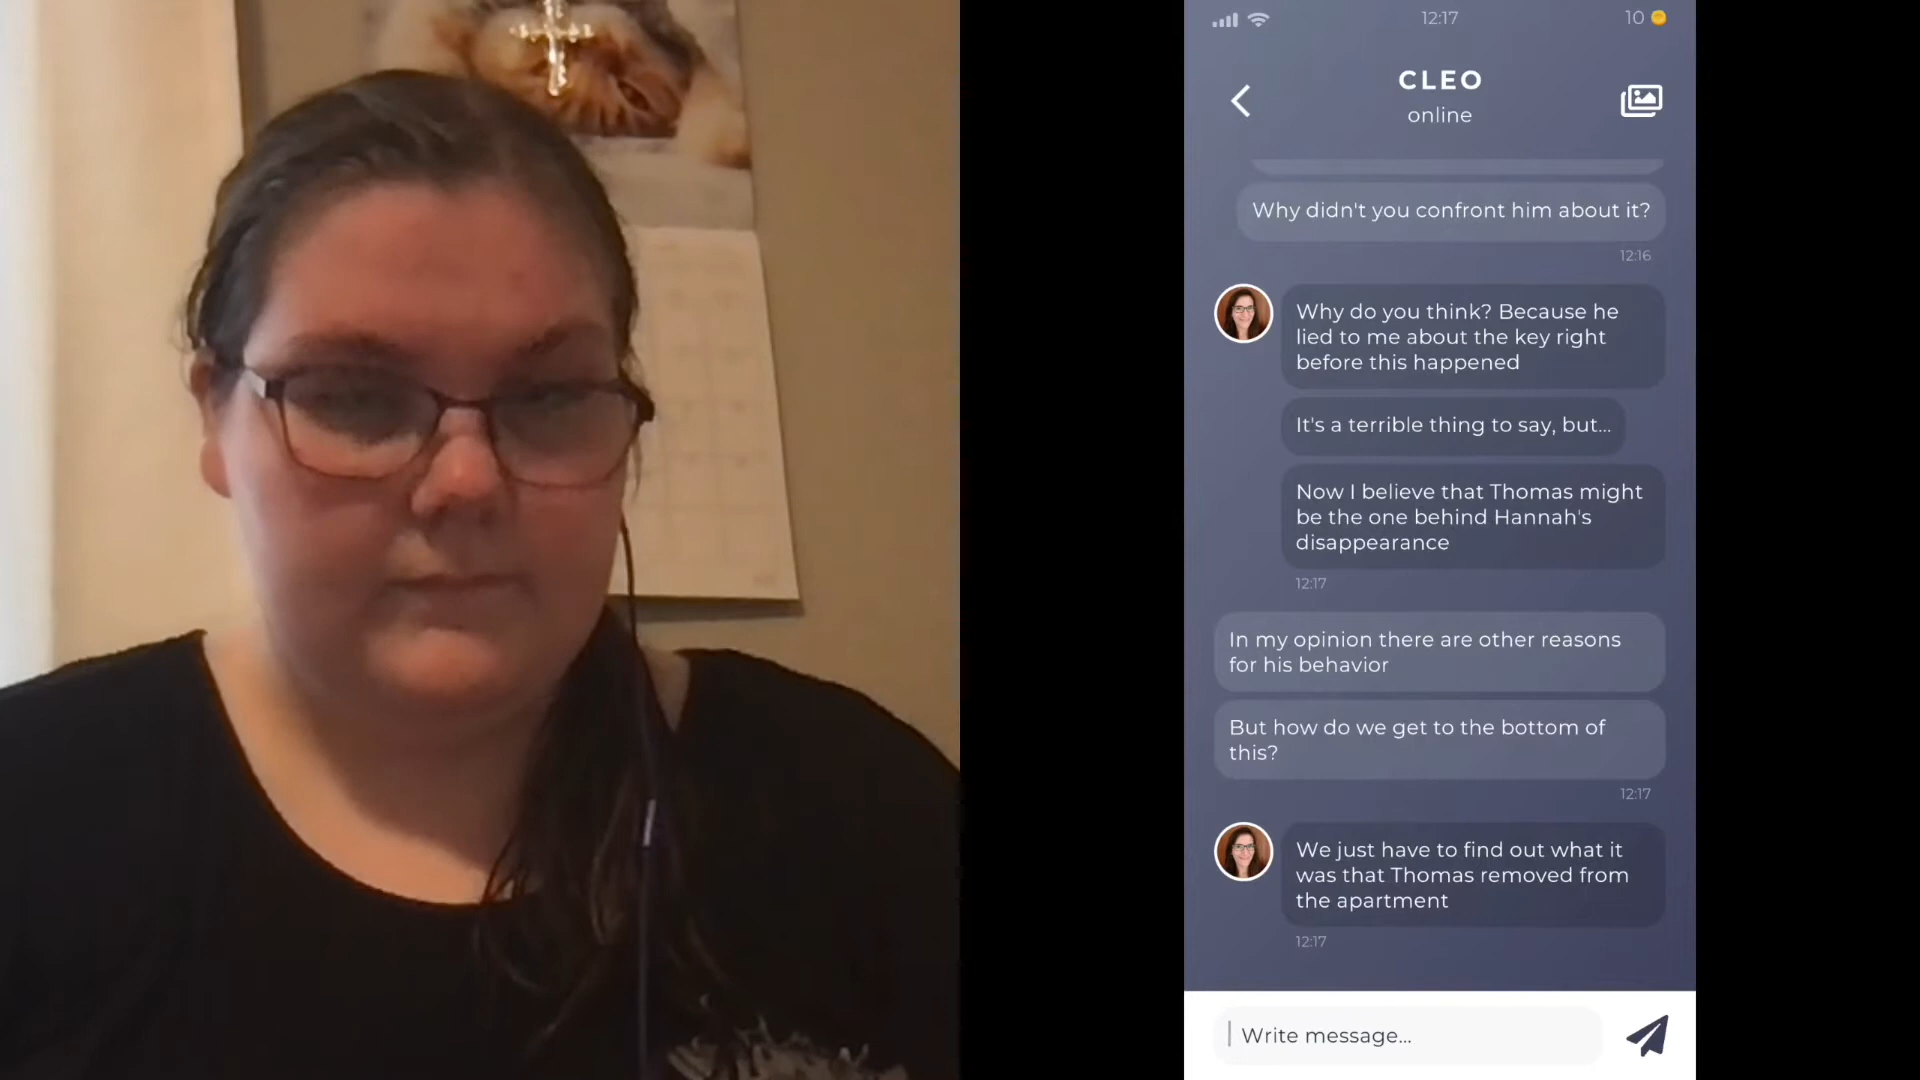 12:17
10
CLEO
online
Why didn't you confront him about it?
12:16
Why do you think? Because he
lied to me about the key right
before this happened
It's a terrible thing to say, but...
Now I believe that Thomas might
be the one behind Hannah's
disappearance
12:17
In my opinion there are other reasons
for his behavior
But how do we get to the bottom of
this?
12:17
We just have to find out what it
was that Thomas removed from
the apartment
12:17
Write message...